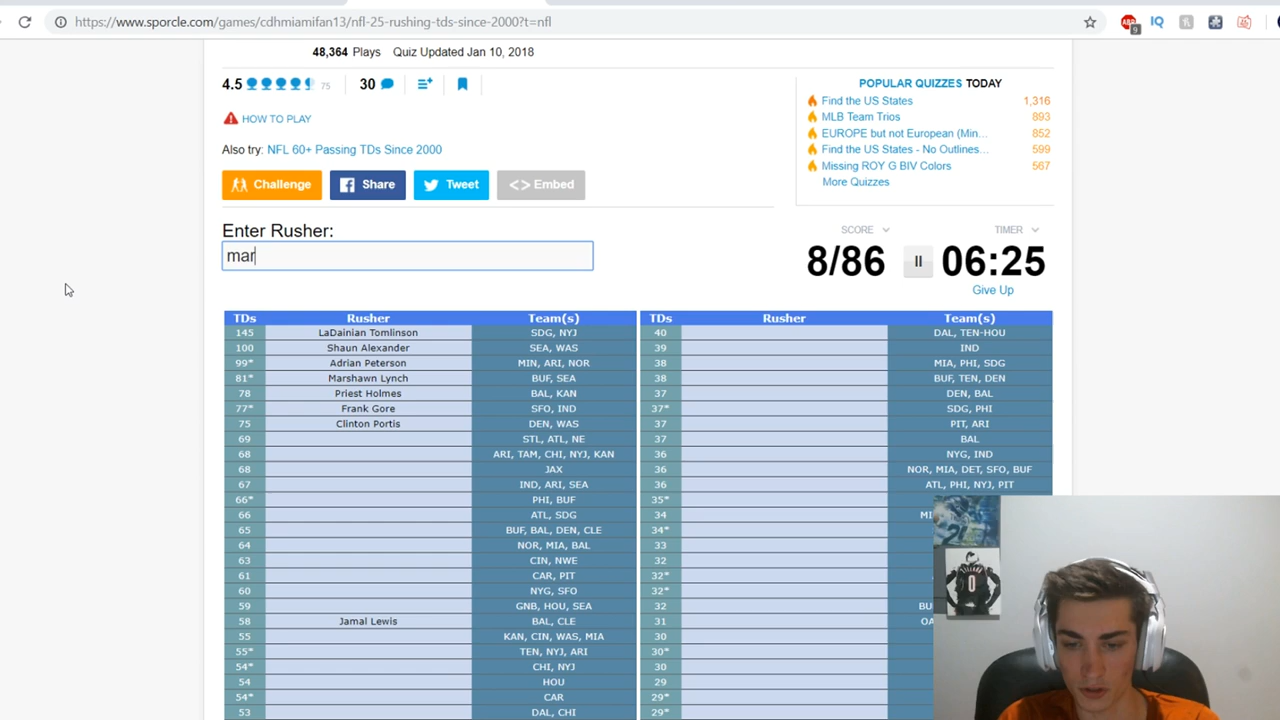 https://www.sporcle.com/games/cdhmiamifan13/nfl-25-rushing-tds-since-2000?t=nfl
9
IQ
48,364 Plays Quiz Updated Jan 10, 2018
4.5 75 30
HOW TO PLAY
Also try: NFL 60+ Passing TDs Since 2000
Challenge Share Tweet <> Embed
POPULAR QUIZZES TODAY
Find the US States 1,316
MLB Team Trios 893
EUROPE but not European (Min... 852
Find the US States - No Outlines... 599
Missing ROY G BIV Colors 567
More Quizzes
Enter Rusher:
mar
SCORE TIMER
8/86 06:25
Give Up
TDs Rusher Team(s)
145 LaDainian Tomlinson SDG, NYJ
100 Shaun Alexander SEA, WAS
99* Adrian Peterson MIN, ARI, NOR
81* Marshawn Lynch BUF, SEA
78 Priest Holmes BAL, KAN
77* Frank Gore SFO, IND
75 Clinton Portis DEN, WAS
69 STL, ATL, NE
68 ARI, TAM, CHI, NYJ, KAN
68 JAX
67 IND, ARI, SEA
66* PHI, BUF
66 ATL, SDG
65 BUF, BAL, DEN, CLE
64 NOR, MIA, BAL
63 CIN, NWE
61 CAR, PIT
60 NYG, SFO
59 GNB, HOU, SEA
58 Jamal Lewis BAL, CLE
55 KAN, CIN, WAS, MIA
55* TEN, NYJ, ARI
54* CHI, NYJ
54 HOU
54* CAR
53 DAL, CHI
TDs Rusher Team(s)
40 DAL, TEN-HOU
39 IND
38 MIA, PHI, SDG
38 BUF, TEN, DEN
37 DEN, BAL
37* SDG, PHI
37 PIT, ARI
37 BAL
36 NYG, IND
36 NOR, MIA, DET, SFO, BUF
36 ATL, PHI, NYJ, PIT
35*
34 MI
34*
33
32
32*
32*
32 BU
31 OA
30
30*
30
29
29*
29*
0